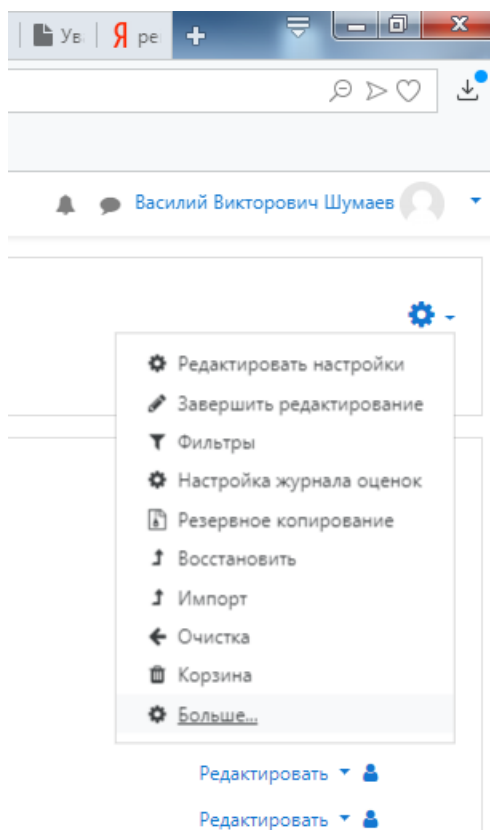 Ув Я ре
Василий Викторович Шумаев
Редактировать настройки
Завершить редактирование
Фильтры
Настройка журнала оценок
Резервное копирование
Восстановить
Импорт
Очистка
Корзина
Больше...
Редактировать
Редактировать